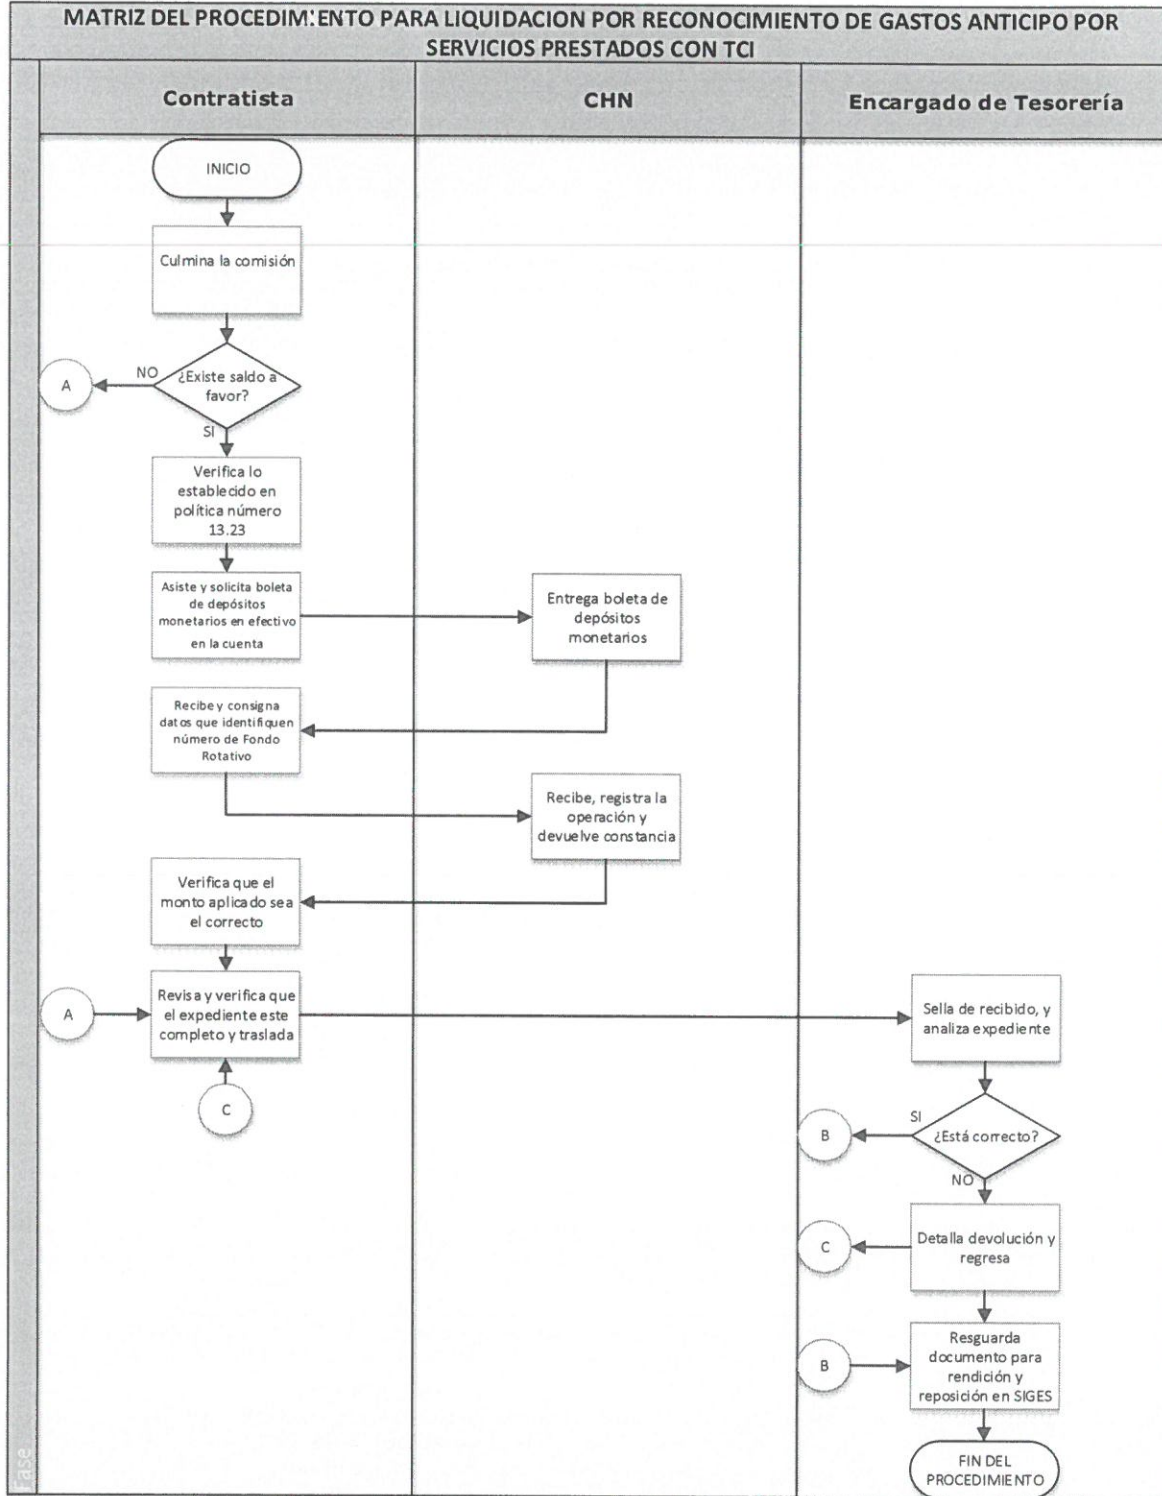 MATRIZ DEL PROCEDIM:ENTO PARA LIQUIDACION POR RECONOCIMIENTO DE GASTOS ANTICIPO POR
SERVICIOS PRESTADOS CON TCI
Contratista
CHN
Encargado de Tesorería
INICIO
Culmina la comisión
¿Existe saldo a
favor?
NO
A
SI
Verifica lo
establecido en
política número
13.23
Asiste y solicita boleta
de depósitos
monetarios en efectivo
en la cuenta
Entrega boleta de
depósitos
monetarios
Recibe y consigna
datos que identifiquen
número de Fondo
Rotativo
Recibe, registra la
operación y
devuelve constancia
Verifica que el
monto aplicado sea
el correcto
A
Revisa y verifica que
el expediente este
completo y traslada
C
Sella de recibido, y
analiza expediente
¿Está correcto?
SI
B
NO
Detalla devolución y
regresa
C
B
Resguarda
documento para
rendición y
reposición en SIGES
FIN DEL
PROCEDIMIENTO
Fase